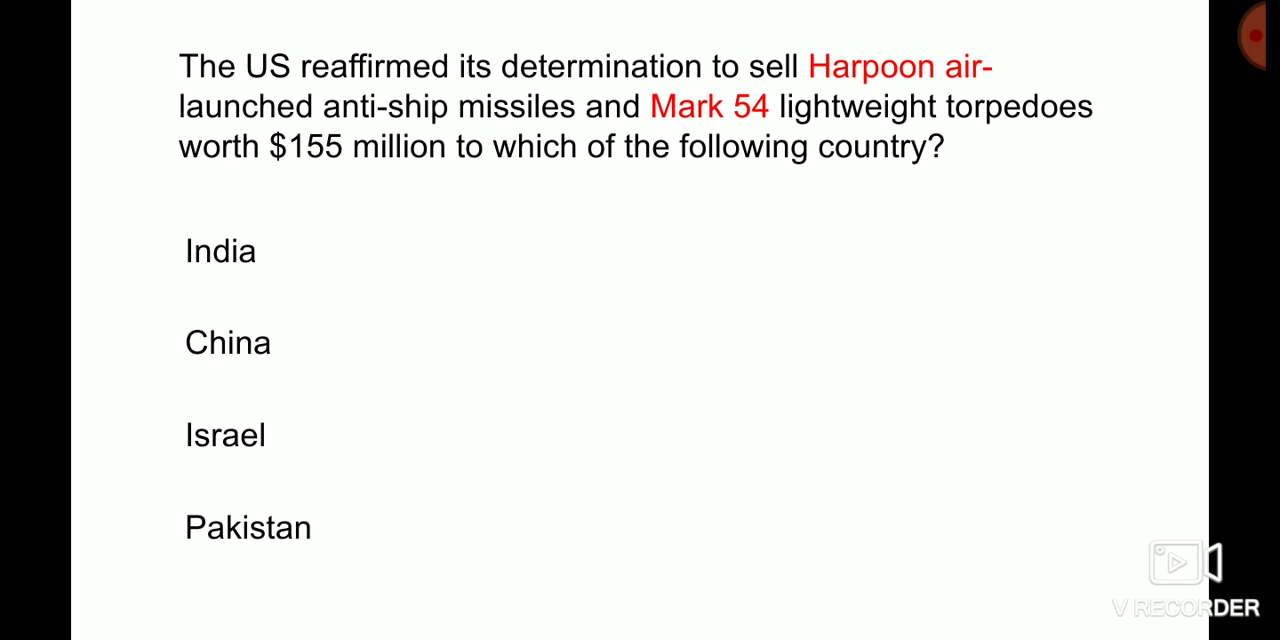 The US reaffirmed its determination to sell Harpoon air-
launched anti-ship missiles and Mark 54 lightweight torpedoes
worth $155 million to which of the following country?
India
China
Israel
Pakistan
V RECORDER